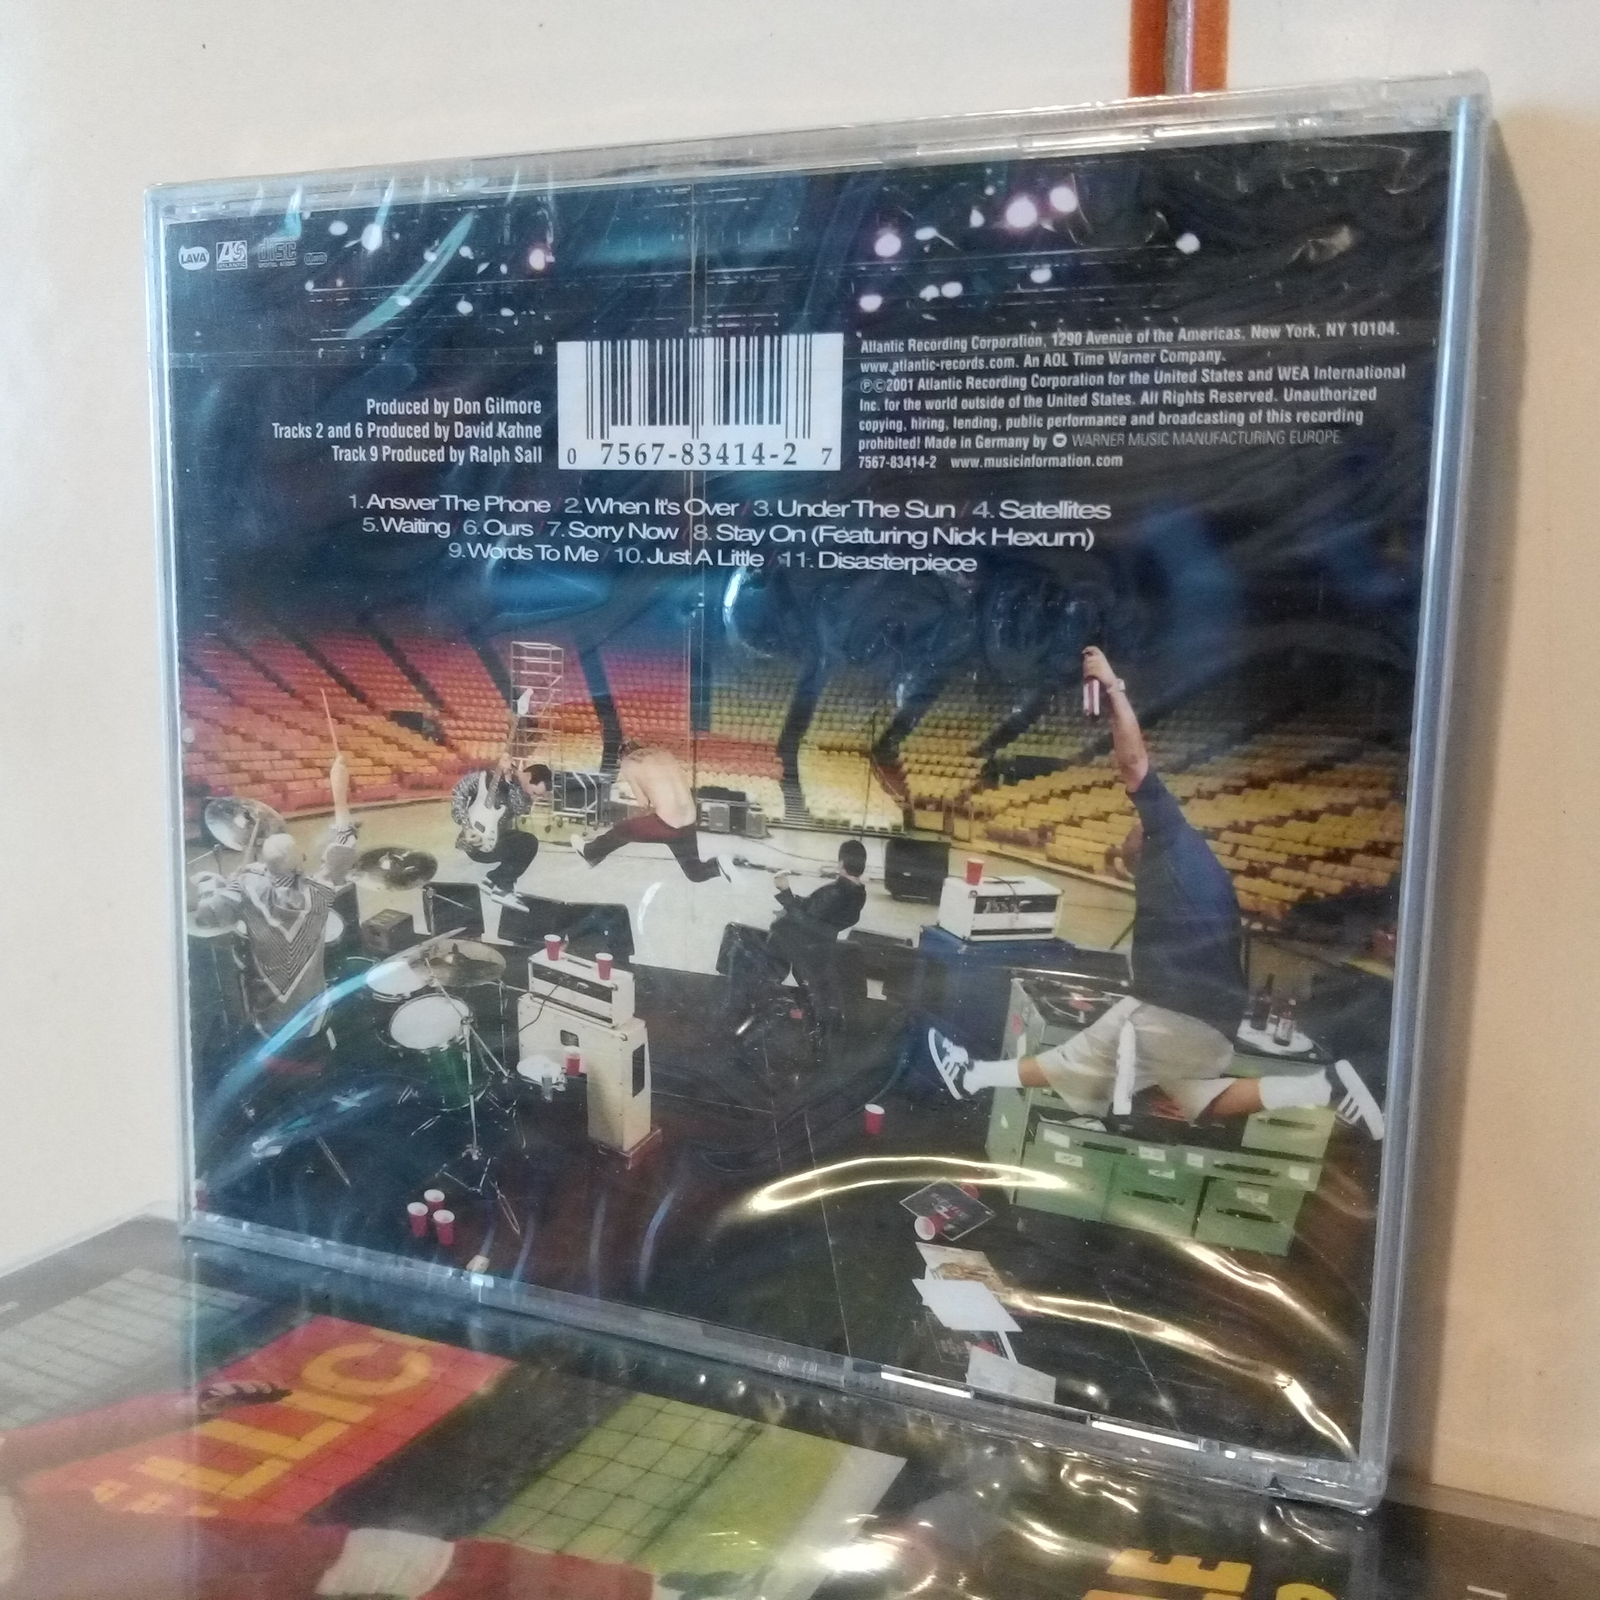 LAVA
ATLANTIC
disc
DIGITAL AUDIO
Produced by Don Gilmore
Tracks 2 and 6 Produced by David Kahne
Track 9 Produced by Ralph Sall
0 7567-83414-2 7
Atlantic Recording Corporation, 1290 Avenue of the Americas, New York, NY 10104.
www.atlantic-records.com. An AOL Time Warner Company.
℗©2001 Atlantic Recording Corporation for the United States and WEA International
Inc. for the world outside of the United States. All Rights Reserved. Unauthorized
copying, hiring, lending, public performance and broadcasting of this recording
prohibited! Made in Germany by WARNER MUSIC MANUFACTURING EUROPE.
7567-83414-2 www.musicinformation.com
1. Answer The Phone / 2. When It's Over / 3. Under The Sun / 4. Satellites
5. Waiting / 6. Ours / 7. Sorry Now / 8. Stay On (Featuring Nick Hexum)
9. Words To Me / 10. Just A Little / 11. Disasterpiece